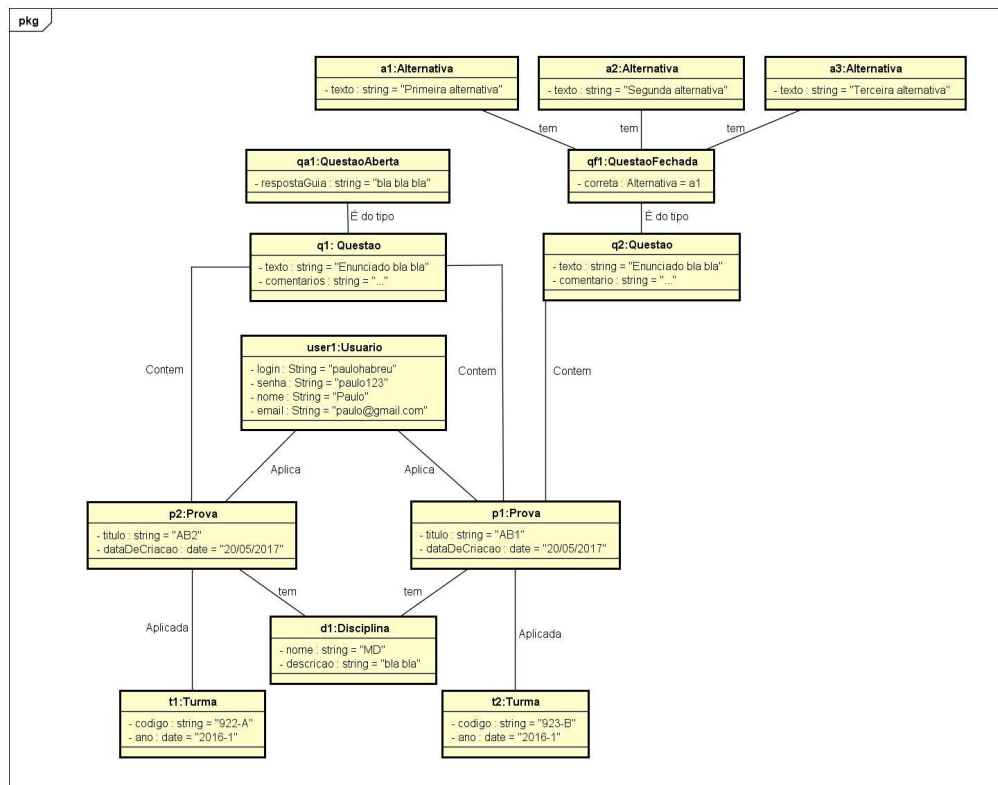 pkg
a1:Alternativa
- texto : string = "Primeira alternativa"
a2:Alternativa
- texto : string = "Segunda alternativa"
a3:Alternativa
- texto : string = "Terceira alternativa"
tem
tem
tem
qa1:QuestaoAberta
- respostaGuia : string = "bla bla bla"
qf1:QuestaoFechada
- correta : Alternativa = a1
É do tipo
É do tipo
q1: Questao
- texto : string = "Enunciado bla bla"
- comentarios : string = "..."
q2:Questao
- texto : string = "Enunciado bla bla"
- comentario : string = "..."
user1:Usuario
- login : String = "paulohabreu"
- senha : String = "paulo123"
- nome : String = "Paulo"
- email : String = "paulo@gmail.com"
Contem
Contem
Contem
Aplica
Aplica
p2:Prova
- titulo : string = "AB2"
- dataDeCriacao : date = "20/05/2017"
p1:Prova
- titulo : string = "AB1"
- dataDeCriacao : date = "20/05/2017"
tem
tem
Aplicada
Aplicada
d1:Disciplina
- nome : string = "MD"
- descricao : string = "bla bla"
t1:Turma
- codigo : string = "922-A"
- ano : date = "2016-1"
t2:Turma
- codigo : string = "923-B"
- ano : date = "2016-1"